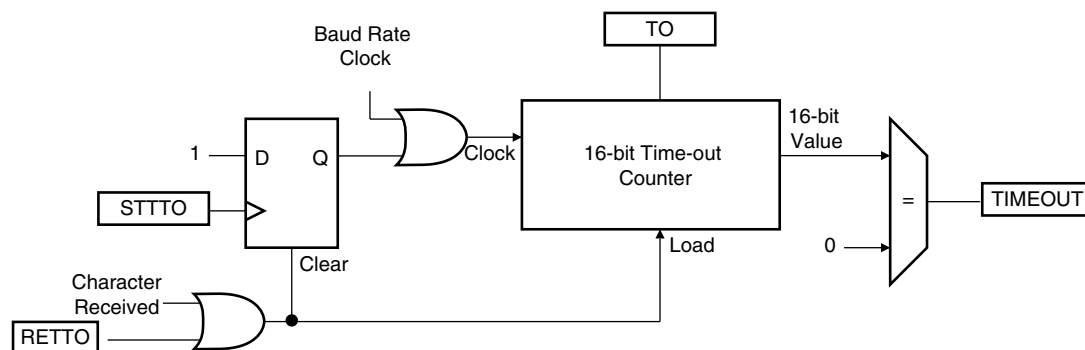 TO
Baud Rate
Clock
16-bit
Value
1
D
Q
Clock
16-bit Time-out
Counter
=
TIMEOUT
STTTO
Clear
Load
0
Character
Received
RETTO